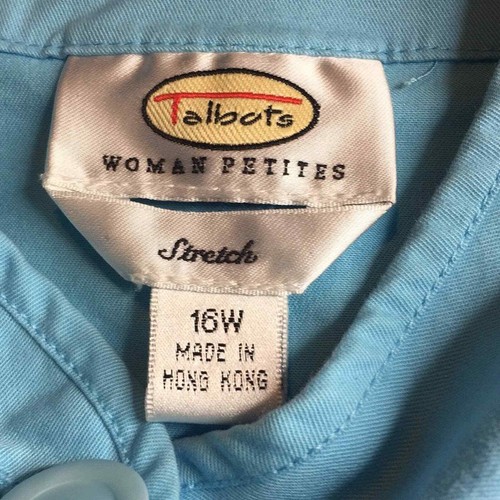 Talbots
WOMAN PETITES
Stretch
16W
MADE IN
HONG KONG